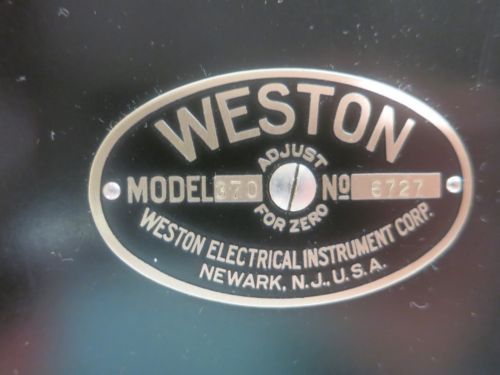 WESTON
ADJUST
MODEL 370 No 6727
FOR ZERO
WESTON ELECTRICAL INSTRUMENT CORP.
NEWARK, N.J., U.S.A.